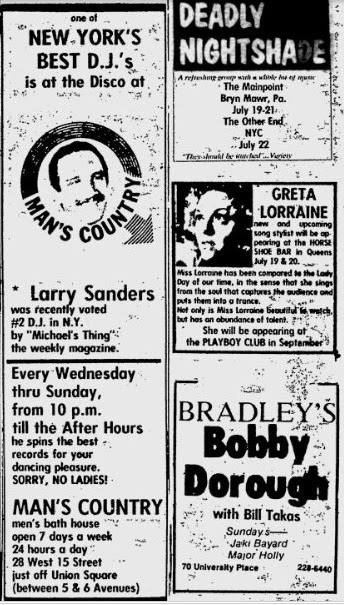 one of
NEW YORK'S
BEST D.J.'s
is at the Disco at
MAN'S COUNTRY
* Larry Sanders
was recently voted
#2 D.J. in N.Y.
by "Michael's Thing"
the weekly magazine.
Every Wednesday
thru Sunday,
from 10 p.m.
till the After Hours
he spins the best
records for your
dancing pleasure.
SORRY, NO LADIES!
MAN'S COUNTRY
men's bath house
open 7 days a week
24 hours a day
28 West 15 Street
just off Union Square
(between 5 & 6 Avenues)
DEADLY
NIGHTSHADE
A refreshing group with a whole lot of music
The Mainpoint
Bryn Mawr, Pa.
July 19-21
The Other End
NYC
July 22
"They should be watched"... Variety
GRETA
LORRAINE
new and upcoming
song stylist will be ap-
pearing at the HORSE
SHOE BAR in Queens
July 19 & 20.
Miss Lorraine has been compared to the Lady
Day of our time, in the sense that she sings
from the soul that captures the audience and
puts them into a trance.
Not only is Miss Lorraine beautiful to watch,
but has an abundance of talent.
She will be appearing at
the PLAYBOY CLUB in September
BRADLEY'S
Bobby
Dorough
with Bill Takas
Sundays—
Jaki Bayard
Major Holly
70 University Place 228-6440